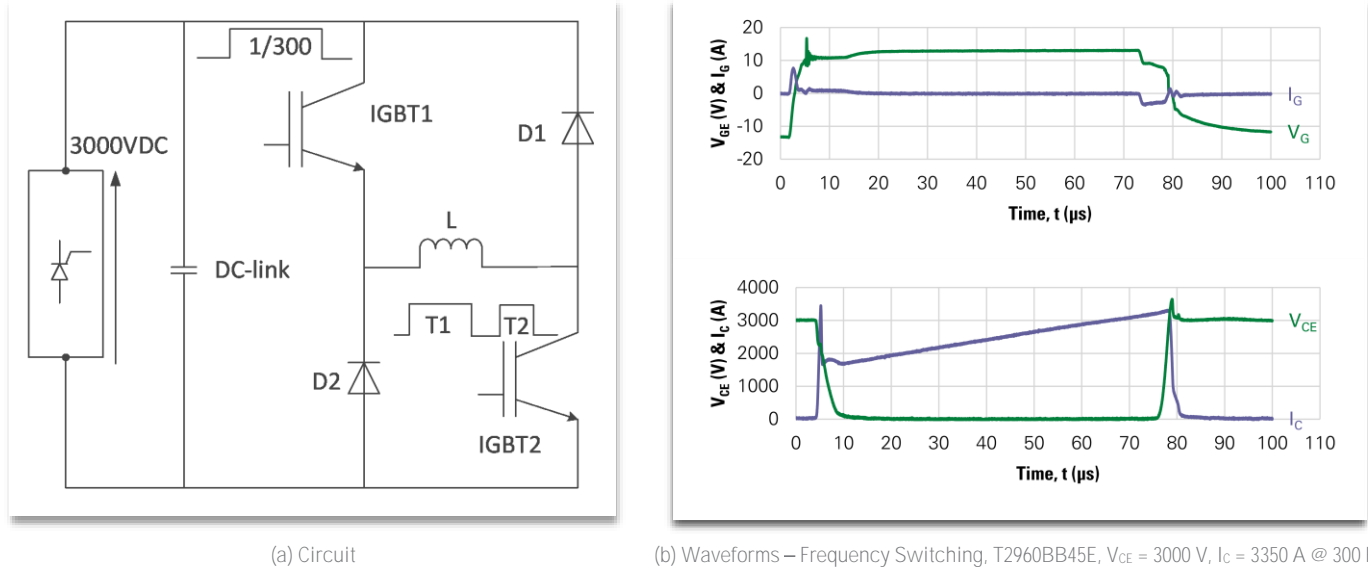 1/300
IGBT1
D1
3000VDC
L
DC-link
T1 T2
D2
IGBT2
V_GE (V) & I_G (A)
20
10
0
-10
-20
I_G
V_G
0 10 20 30 40 50 60 70 80 90 100 110
Time, t (µs)
V_CE (V) & I_C (A)
4000
3000
2000
1000
0
V_CE
I_C
0 10 20 30 40 50 60 70 80 90 100 110
Time, t (µs)
(a) Circuit
(b) Waveforms – Frequency Switching, T2960BB45E, V_CE = 3000 V, I_C = 3350 A @ 300